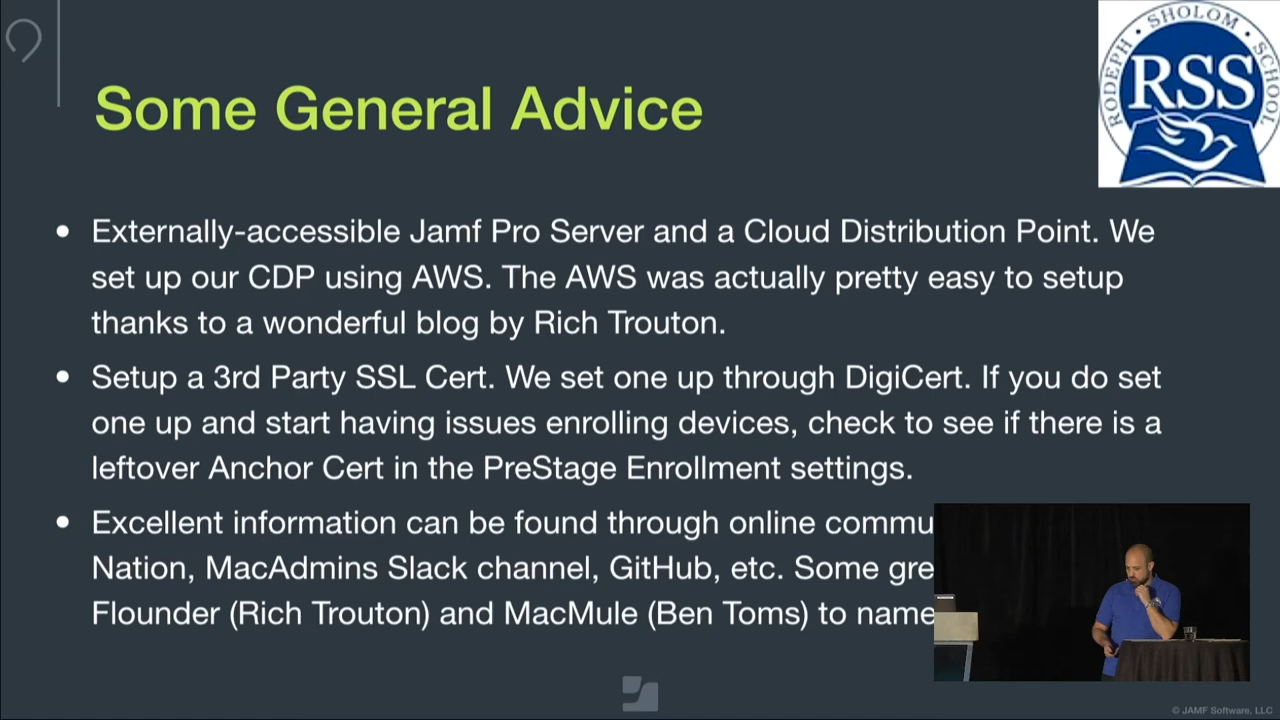 Some General Advice
RODEPH · SHOLOM · SCHOOL
RSS
• Externally-accessible Jamf Pro Server and a Cloud Distribution Point. We
set up our CDP using AWS. The AWS was actually pretty easy to setup
thanks to a wonderful blog by Rich Trouton.
• Setup a 3rd Party SSL Cert. We set one up through DigiCert. If you do set
one up and start having issues enrolling devices, check to see if there is a
leftover Anchor Cert in the PreStage Enrollment settings.
• Excellent information can be found through online commu
Nation, MacAdmins Slack channel, GitHub, etc. Some gre
Flounder (Rich Trouton) and MacMule (Ben Toms) to name
© JAMF Software, LLC